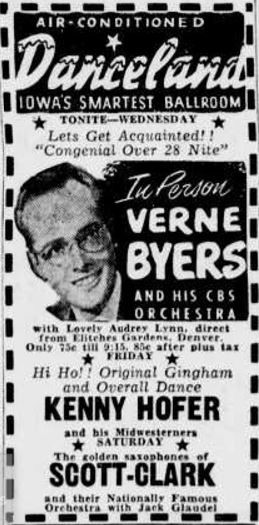 AIR-CONDITIONED
Danceland
IOWA'S SMARTEST BALLROOM
TONITE—WEDNESDAY
Lets Get Acquainted!!
"Congenial Over 28 Nite"
In Person
VERNE
BYERS
AND HIS CBS
ORCHESTRA
with Lovely Audrey Lynn, direct
from Elitches Gardens, Denver.
Only 75c till 9:15, 85c after plus tax
FRIDAY
Hi Ho!! Original Gingham
and Overall Dance
KENNY HOFER
and his Midwesterners
SATURDAY
The golden saxophones of
SCOTT-CLARK
and their Nationally Famous
Orchestra with Jack Glaudel